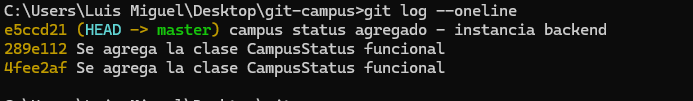 C:\Users\Luis Miguel\Desktop\git-campus>git log --oneline
e5ccd21 (HEAD -> master) campus status agregado - instancia backend
289e112 Se agrega la clase CampusStatus funcional
4fee2af Se agrega la clase CampusStatus funcional